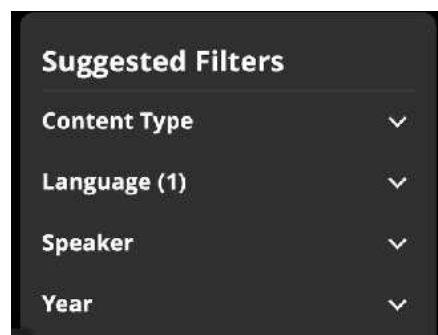 Suggested Filters
Content Type
Language (1)
Speaker
Year